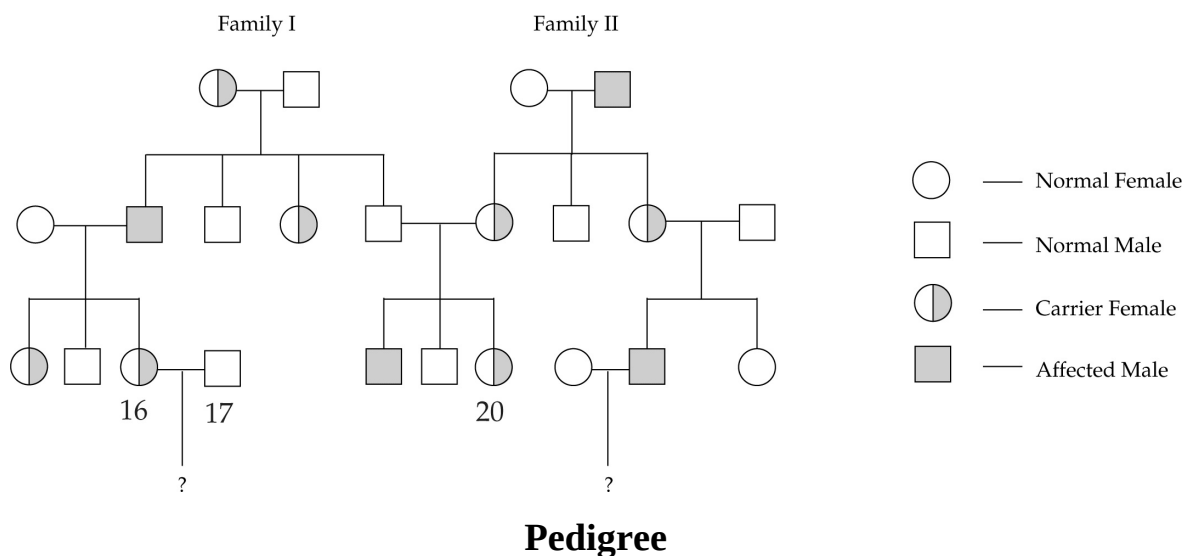 Family I
Family II
Normal Female
Normal Male
Carrier Female
Affected Male
16
17
20
?
?
Pedigree